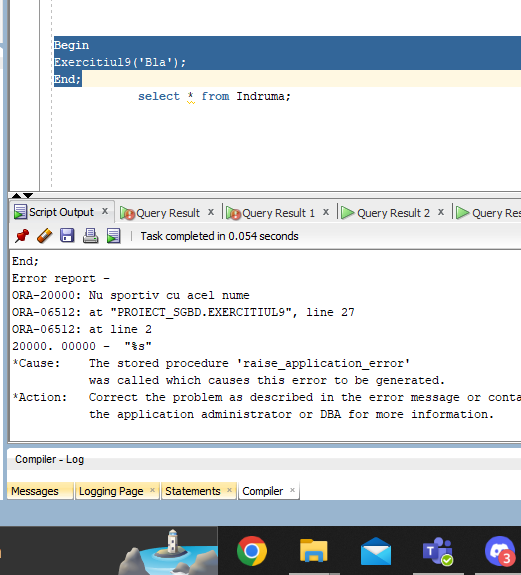 Begin
Exercitiul9('Bla');
End;
select * from Indruma;
Script Output x
Query Result x
Query Result 1 x
Query Result 2 x
Query Res
Task completed in 0.054 seconds
End;
Error report -
ORA-20000: Nu sportiv cu acel nume
ORA-06512: at "PROIECT_SGBD.EXERCITIUL9", line 27
ORA-06512: at line 2
20000. 00000 - "%s"
*Cause: The stored procedure 'raise_application_error'
was called which causes this error to be generated.
*Action: Correct the problem as described in the error message or conta
the application administrator or DBA for more information.
Compiler - Log
Messages
Logging Page ×
Statements ×
Compiler ×
3